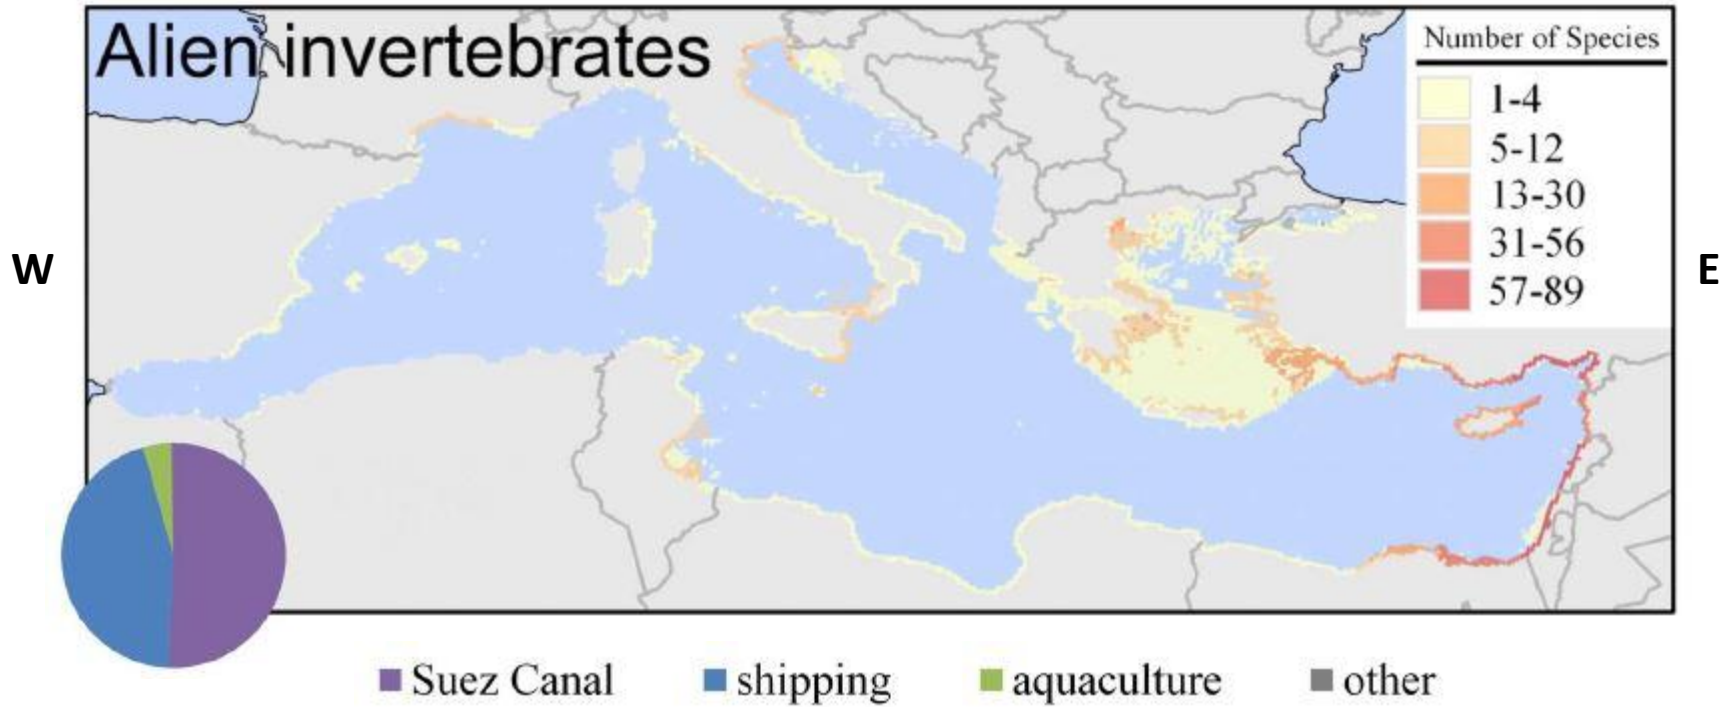 Alien invertebrates
Number of Species
1-4
5-12
13-30
31-56
57-89
W
E
Suez Canal
shipping
aquaculture
other